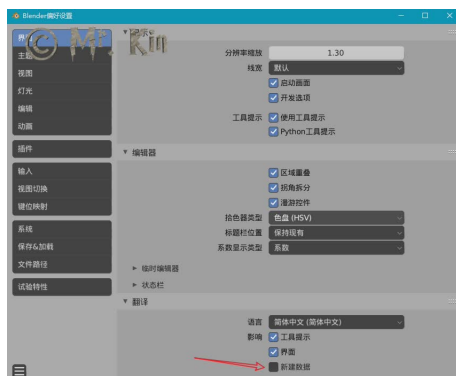 Blender偏好设置
© Mr. Kin
界面
主题
视图
灯光
编辑
动画
插件
输入
视图切换
键位映射
系统
保存&加载
文件路径
试验特性
显示
分辨率缩放 1.30
线宽 默认
启动画面
开发选项
工具提示 使用工具提示
Python工具提示
编辑器
区域重叠
拐角拆分
漫游控件
拾色器类型 色盘 (HSV)
标题栏位置 保持现有
系数显示类型 系数
临时编辑器
状态栏
翻译
语言 简体中文 (简体中文)
影响 工具提示
界面
新建数据